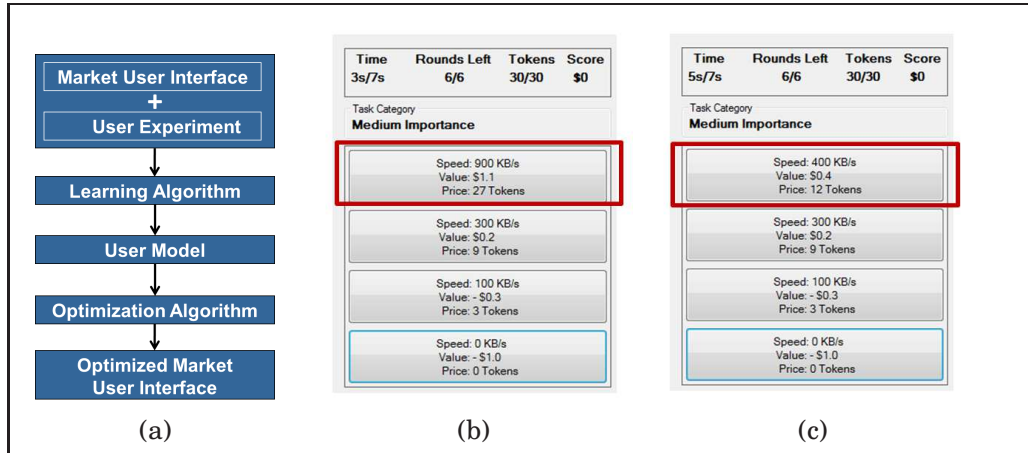 Market User Interface
+
User Experiment
Learning Algorithm
User Model
Optimization Algorithm
Optimized Market
User Interface
(a)
Time Rounds Left Tokens Score
3s/7s 6/6 30/30 $0
Task Category
Medium Importance
Speed: 900 KB/s
Value: $1.1
Price: 27 Tokens
Speed: 300 KB/s
Value: $0.2
Price: 9 Tokens
Speed: 100 KB/s
Value: - $0.3
Price: 3 Tokens
Speed: 0 KB/s
Value: - $1.0
Price: 0 Tokens
(b)
Time Rounds Left Tokens Score
5s/7s 6/6 30/30 $0
Task Category
Medium Importance
Speed: 400 KB/s
Value: $0.4
Price: 12 Tokens
Speed: 300 KB/s
Value: $0.2
Price: 9 Tokens
Speed: 100 KB/s
Value: - $0.3
Price: 3 Tokens
Speed: 0 KB/s
Value: - $1.0
Price: 0 Tokens
(c)